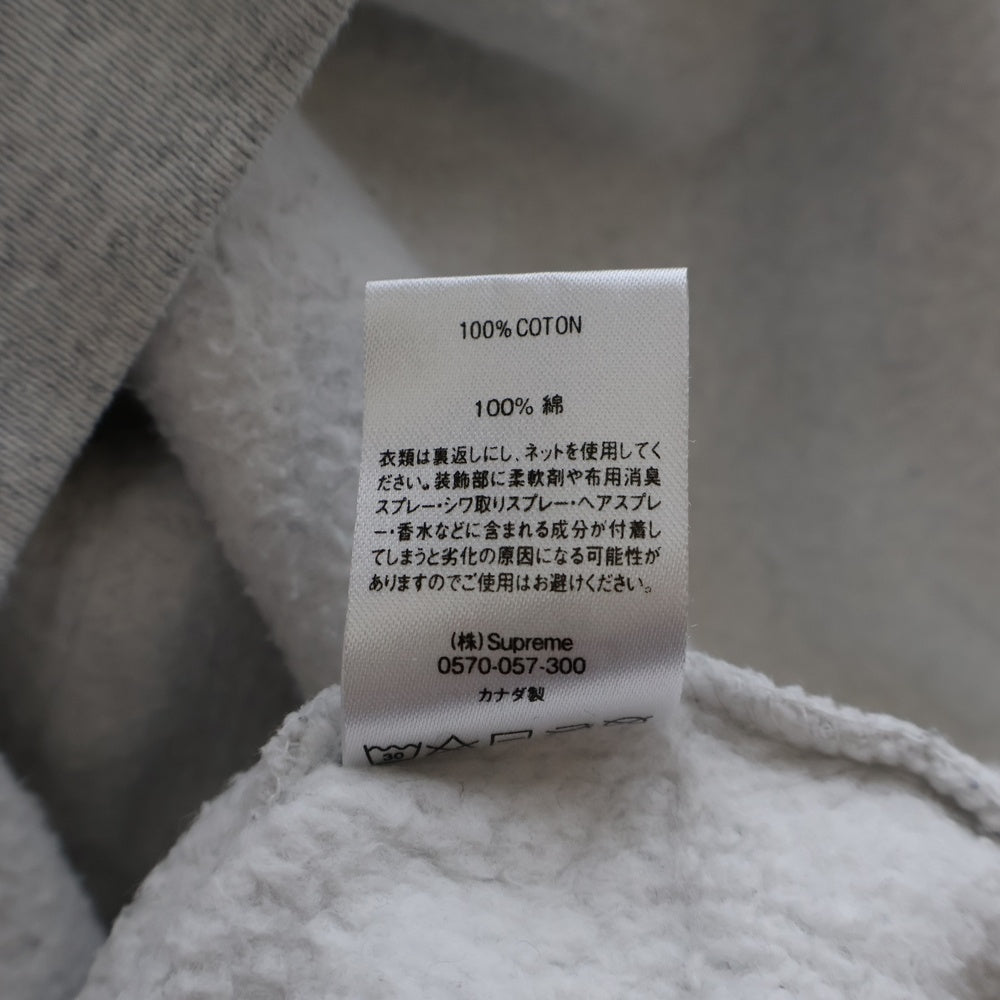 100% COTON
100% 綿
衣類は裏返しにし、ネットを使用してく
ださい。装飾部に柔軟剤や布用消臭
スプレー・シワ取りスプレー・ヘアスプレ
ー・香水などに含まれる成分が付着し
てしまうと劣化の原因になる可能性が
ありますのでご使用はお避けください。
(株)Supreme
0570-057-300
カナダ製
30